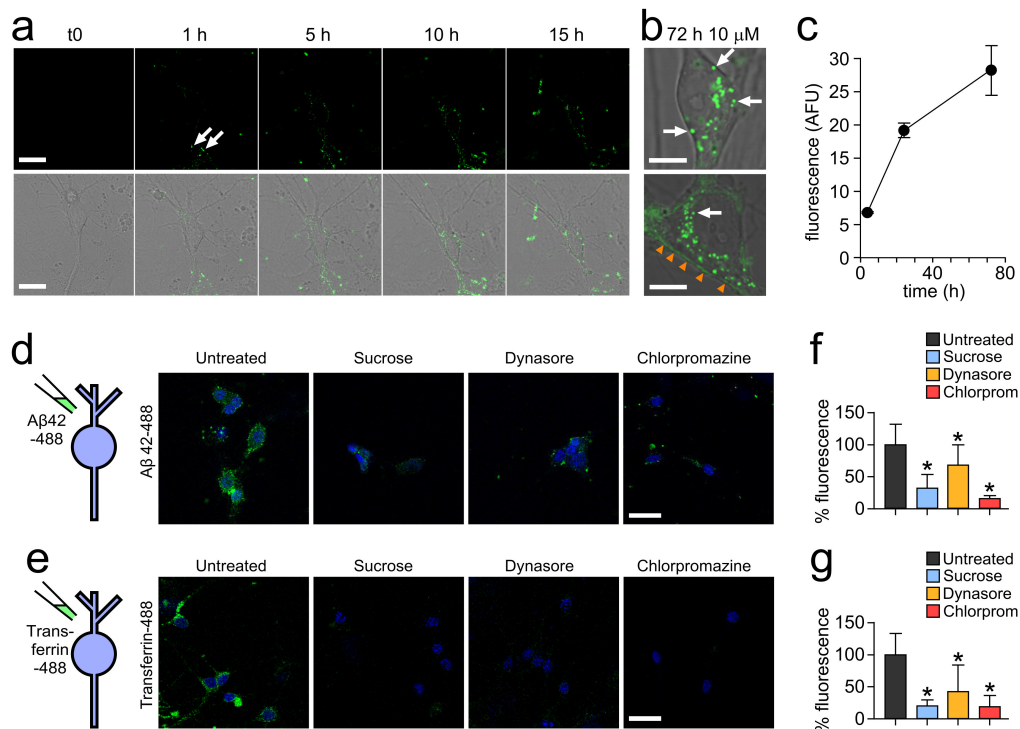 a
t0 1 h 5 h 10 h 15 h
b
72 h 10 μM
c
fluorescence (AFU)
30
25
20
15
10
5
0
0 40 80
time (h)
d
Aβ42
-488
Untreated Sucrose Dynasore Chlorpromazine
Aβ 42-488
f
Untreated
Sucrose
Dynasore
Chlorprom
% fluorescence
150
100
50
0
* * *
e
Trans-
ferrin
-488
Untreated Sucrose Dynasore Chlorpromazine
Transferrin-488
g
Untreated
Sucrose
Dynasore
Chlorprom
% fluorescence
150
100
50
0
* * *